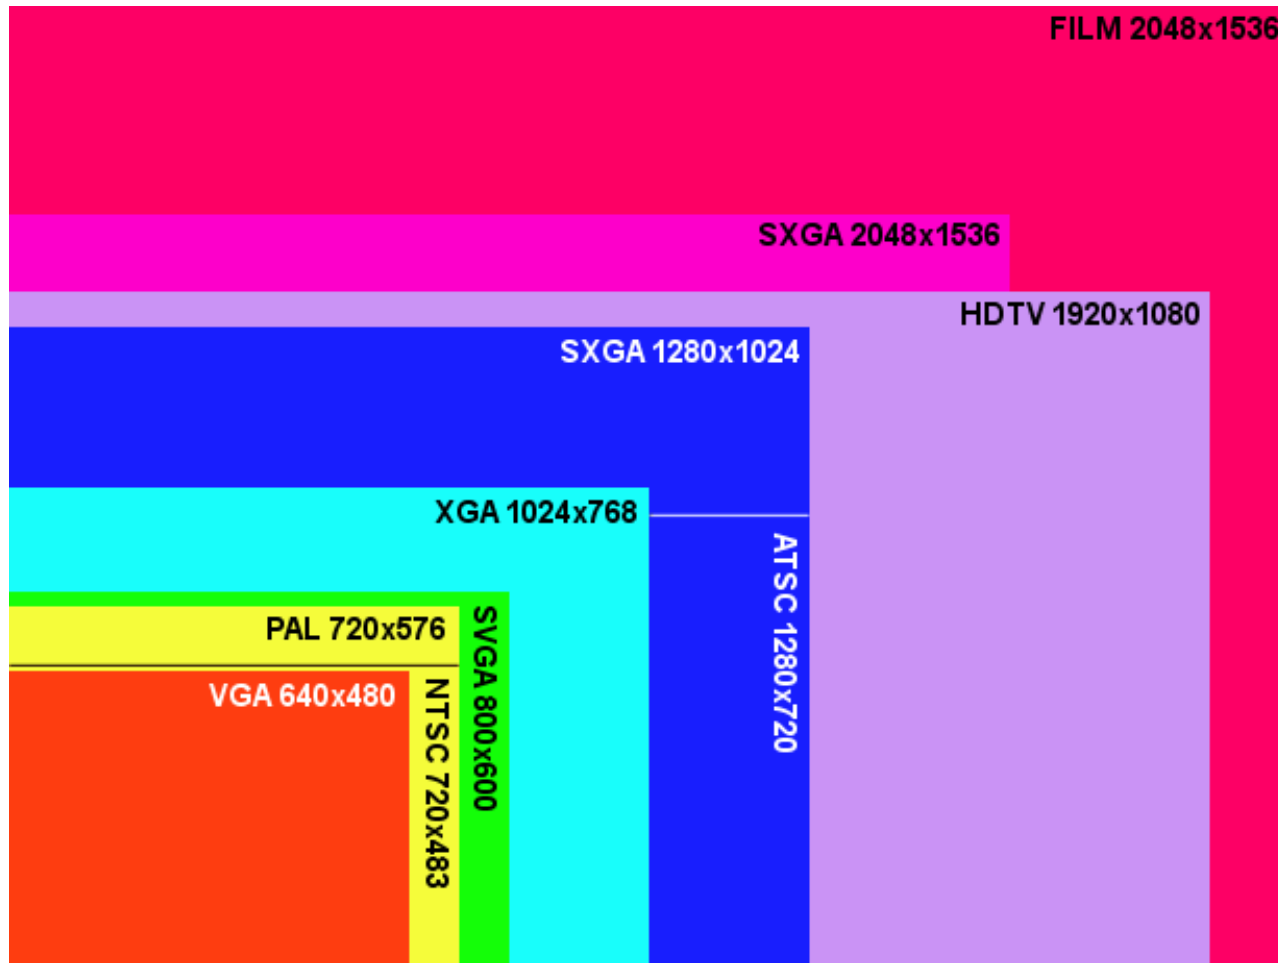 FILM 2048x1536
SXGA 2048x1536
HDTV 1920x1080
SXGA 1280x1024
XGA 1024x768
ATSC 1280x720
PAL 720x576
SVGA 800x600
VGA 640x480
NTSC 720x483